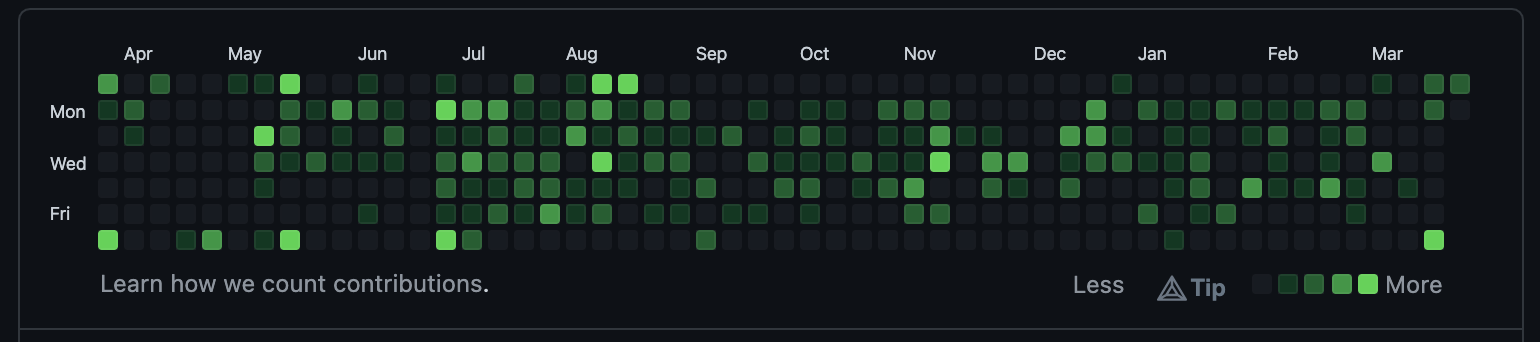 Apr May Jun Jul Aug Sep Oct Nov Dec Jan Feb Mar
Mon
Wed
Fri
Learn how we count contributions. Less Tip More